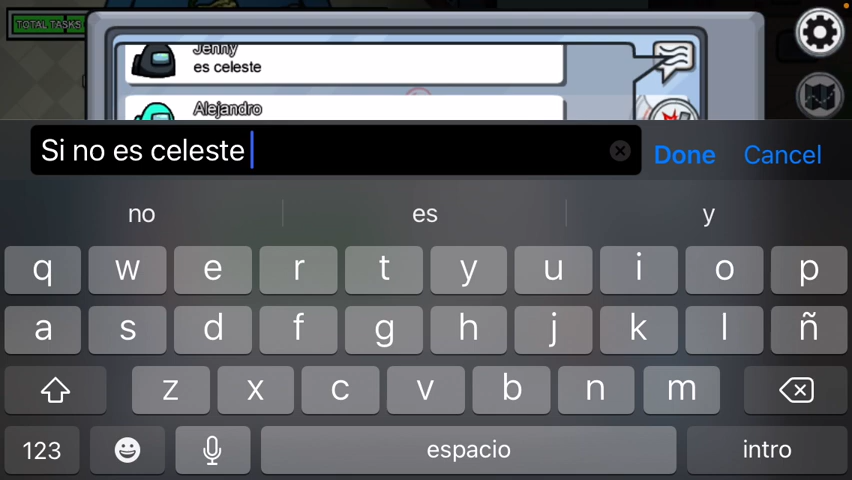 TOTAL TASKS
Jenny
es celeste
Alejandro
Si no es celeste
Done
Cancel
no es y
q w e r t y u i o p
a s d f g h j k l ñ
z x c v b n m
123
espacio
intro